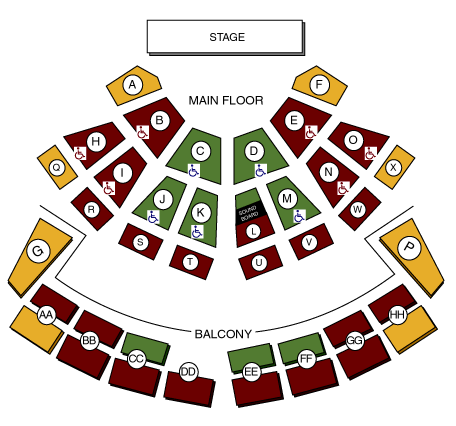 STAGE
A
F
MAIN FLOOR
B
E
H
C
D
O
Q
I
N
X
J
K
M
R
SOUND
BOARD
L
W
S
V
T
U
G
P
AA
HH
BALCONY
BB
GG
CC
FF
DD
EE